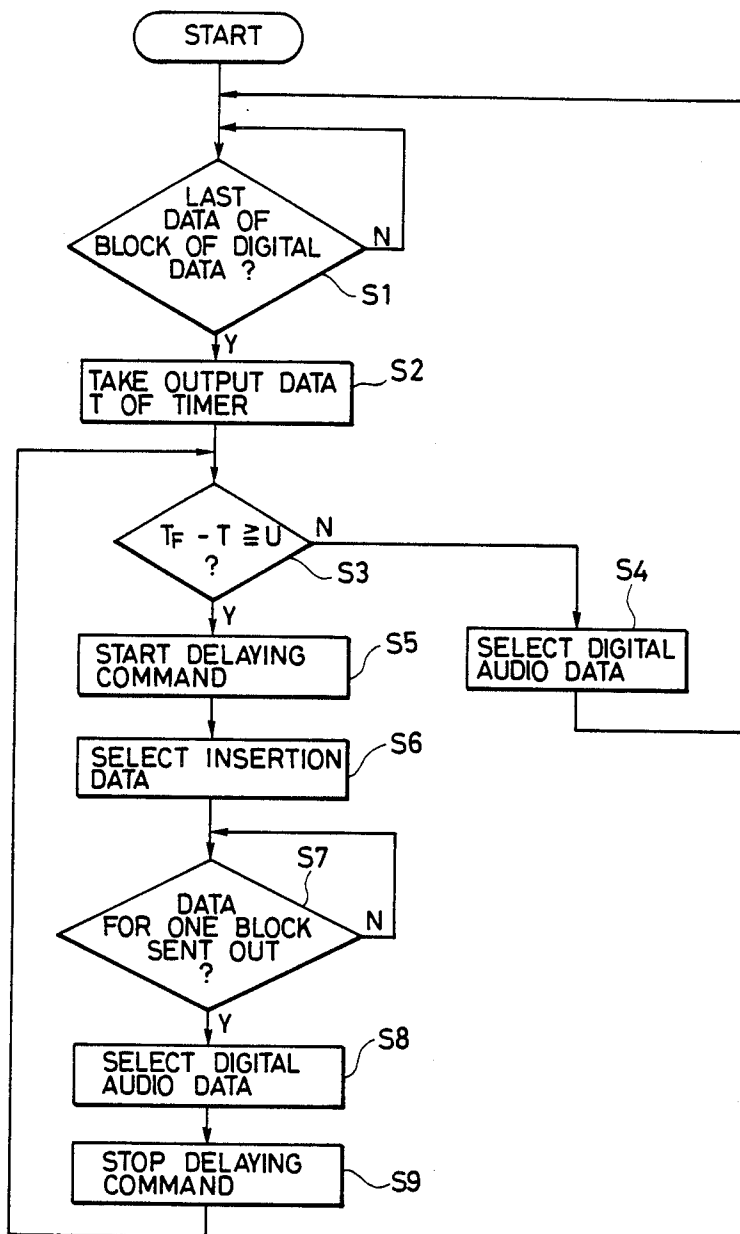 START
LAST
DATA OF
BLOCK OF DIGITAL
DATA ?
N
S1
Y
TAKE OUTPUT DATA
T OF TIMER
S2
TF - T ≧ U
?
N
S3
Y
S4
SELECT DIGITAL
AUDIO DATA
START DELAYING
COMMAND
S5
SELECT INSERTION
DATA
S6
S7
DATA
FOR ONE BLOCK
SENT OUT
?
N
Y
SELECT DIGITAL
AUDIO DATA
S8
STOP DELAYING
COMMAND
S9